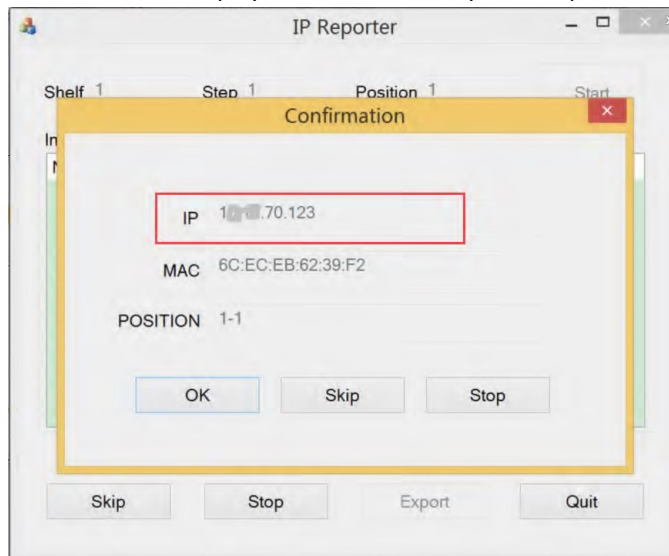 IP Reporter
Shelf 1 Step 1 Position 1 Start
Confirmation
In
IP .70.123
MAC 6C:EC:EB:62:39:F2
POSITION 1-1
OK Skip Stop
Skip Stop Export Quit